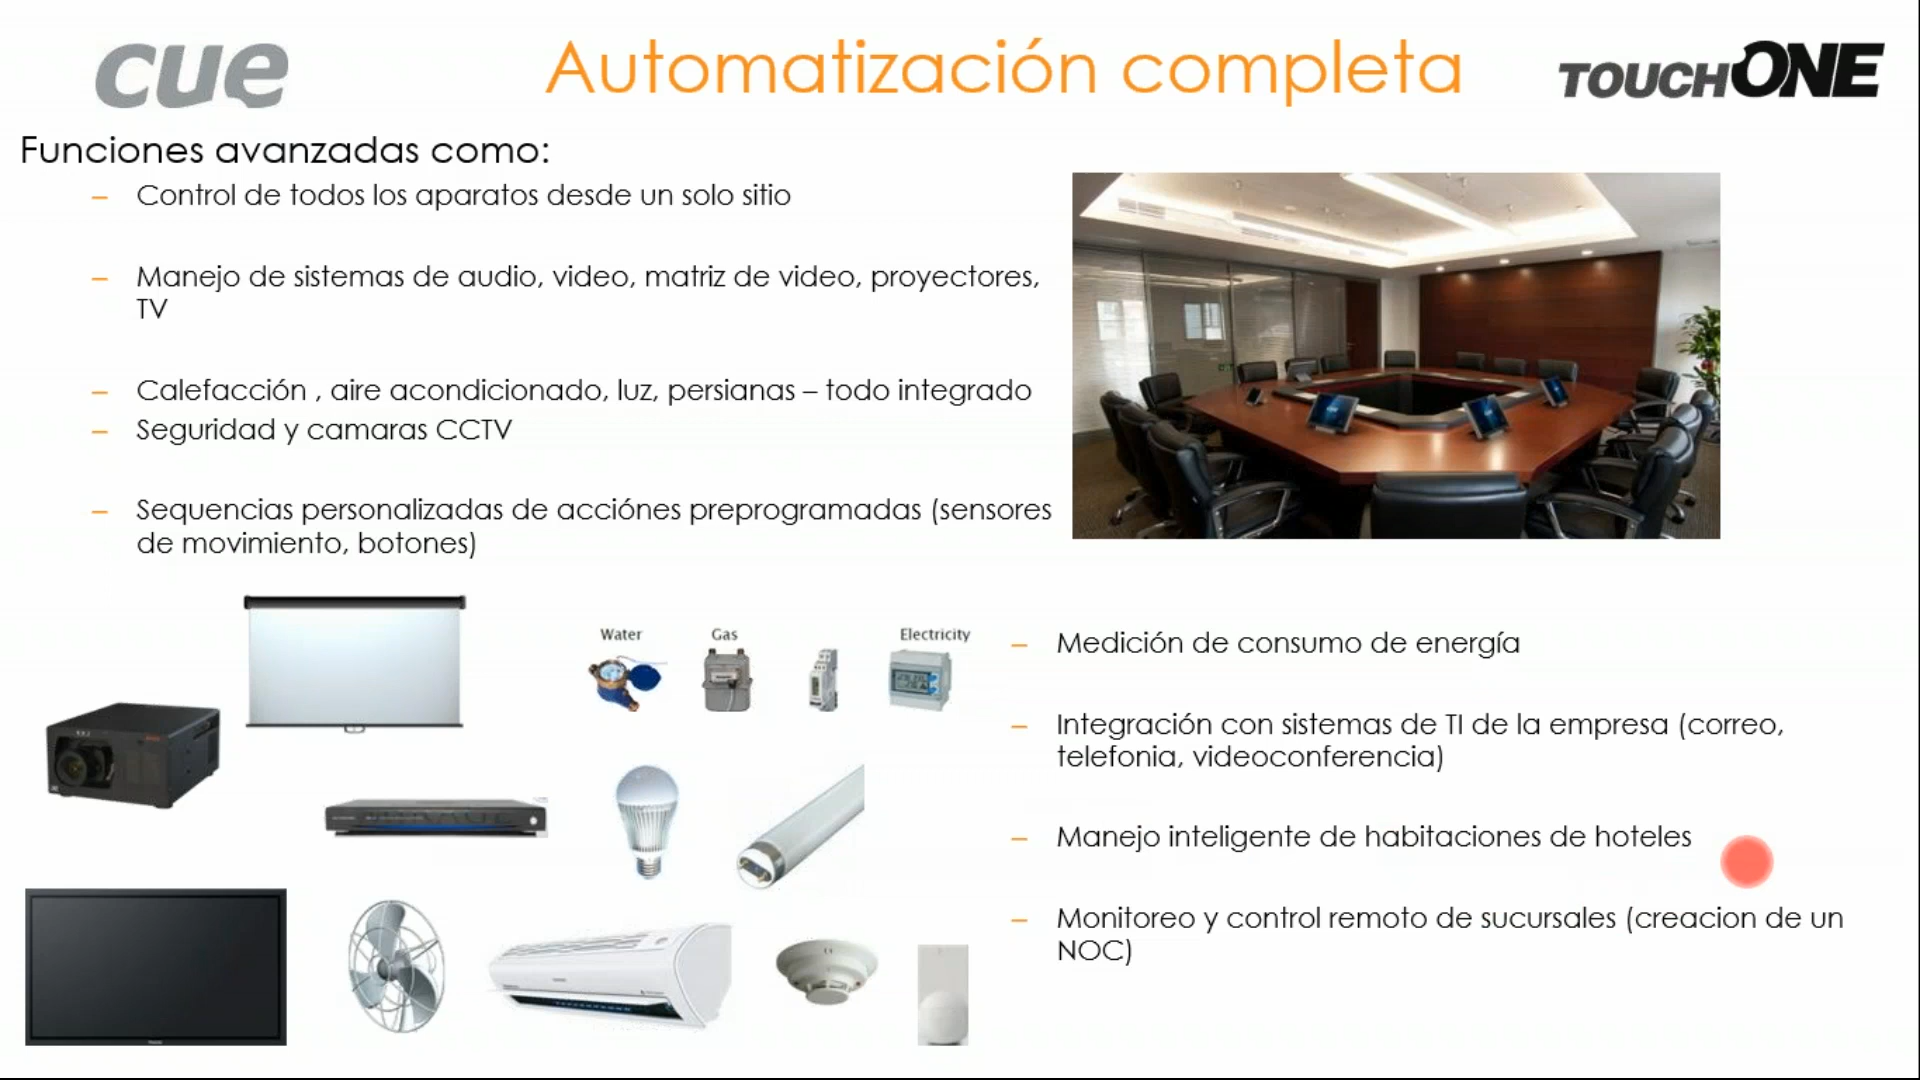 cue
Automatización completa
TOUCHONE
Funciones avanzadas como:
– Control de todos los aparatos desde un solo sitio
– Manejo de sistemas de audio, video, matriz de video, proyectores,
TV
– Calefacción , aire acondicionado, luz, persianas – todo integrado
– Seguridad y camaras CCTV
– Sequencias personalizadas de acciónes preprogramadas (sensores
de movimiento, botones)
Water Gas Electricity
– Medición de consumo de energía
– Integración con sistemas de TI de la empresa (correo,
telefonia, videoconferencia)
– Manejo inteligente de habitaciones de hoteles
– Monitoreo y control remoto de sucursales (creacion de un
NOC)